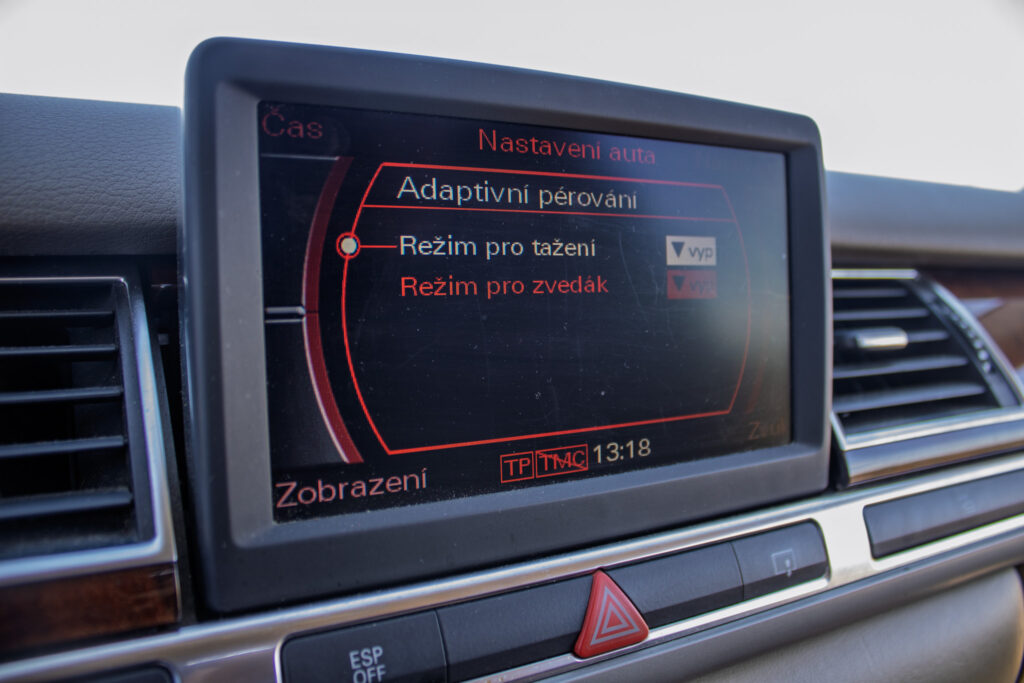 Čas
Nastavení auta
Adaptivní pérování
Režim pro tažení
vyp
Režim pro zvedák
vyp
TP TMC 13:18
Zobrazení
ESP
OFF